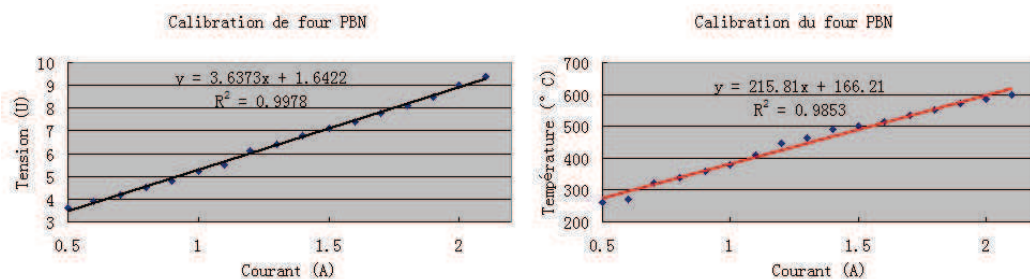 Calibration de four PBN
10
9
8
7
6
5
4
3
Tension (U)
y = 3.6373x + 1.6422
R² = 0.9978
0.5 1 1.5 2
Courant (A)
Calibration du four PBN
700
600
500
400
300
200
Température (° C)
y = 215.81x + 166.21
R² = 0.9853
0.5 1 1.5 2
Courant (A)